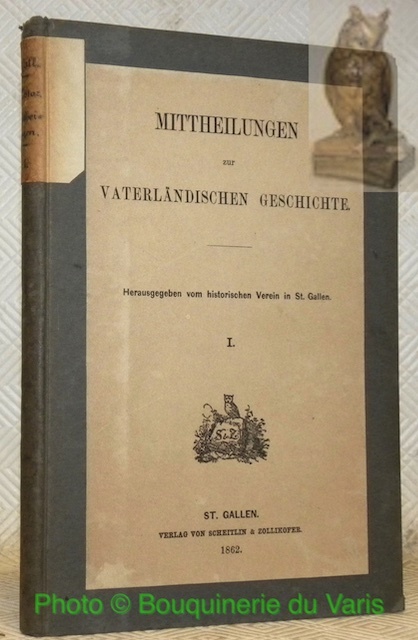 MITTHEILUNGEN
zur
VATERLÄNDISCHEN GESCHICHTE.
Herausgegeben vom historischen Verein in St. Gallen.
I.
S & Z
ST. GALLEN.
VERLAG VON SCHEITLIN & ZOLLIKOFER.
1862.
Photo © Bouquinerie du Varis